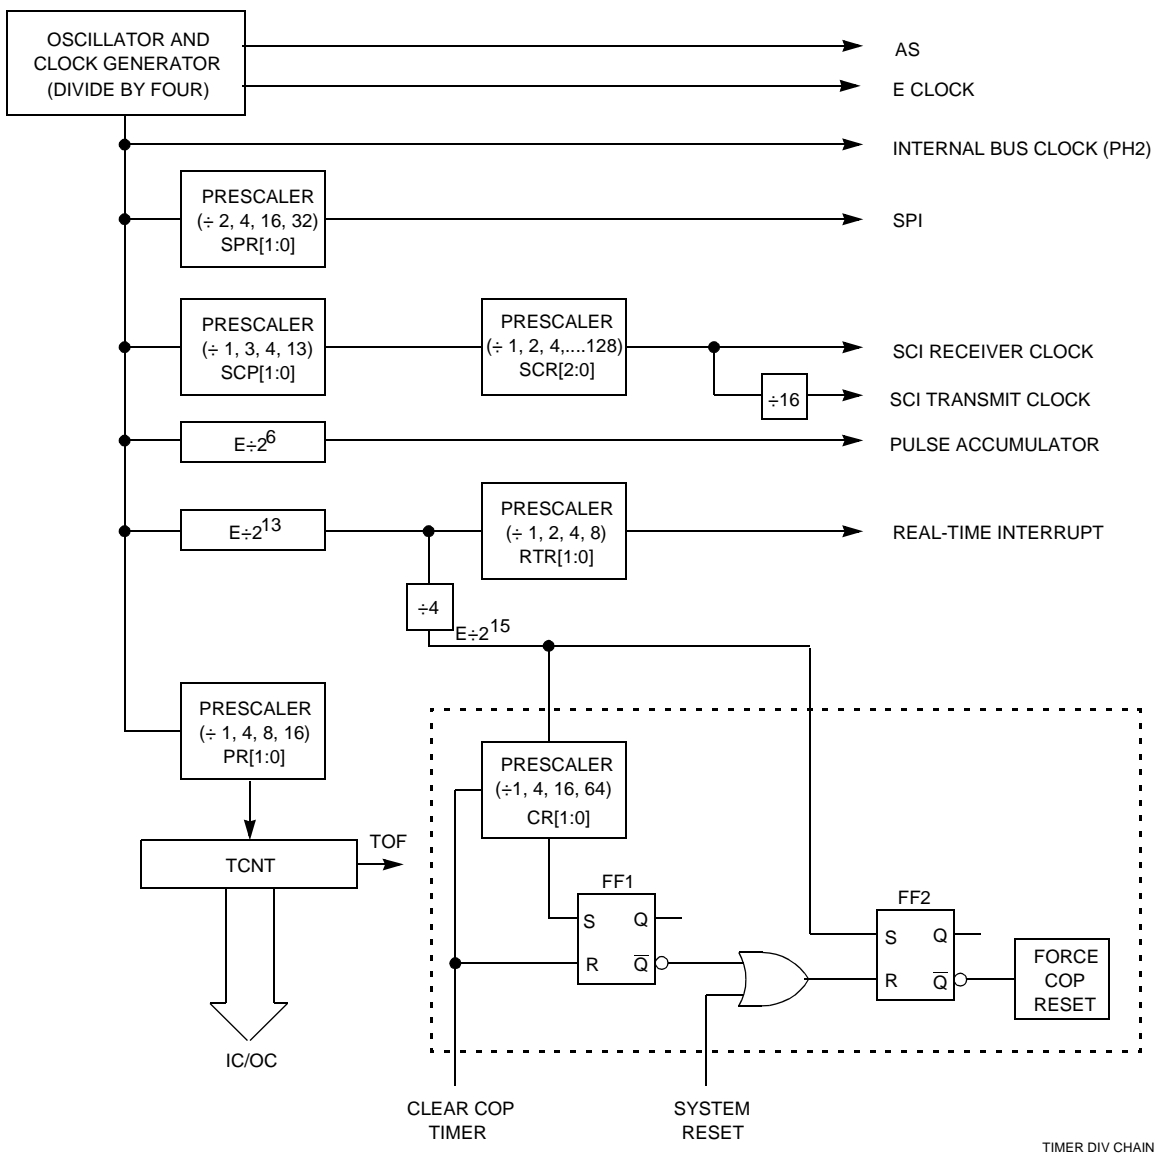 OSCILLATOR AND
CLOCK GENERATOR
(DIVIDE BY FOUR)
AS
E CLOCK
INTERNAL BUS CLOCK (PH2)
PRESCALER
(÷ 2, 4, 16, 32)
SPR[1:0]
SPI
PRESCALER
(÷ 1, 3, 4, 13)
SCP[1:0]
PRESCALER
(÷ 1, 2, 4,....128)
SCR[2:0]
SCI RECEIVER CLOCK
÷16
SCI TRANSMIT CLOCK
E÷2⁶
PULSE ACCUMULATOR
E÷2¹³
PRESCALER
(÷ 1, 2, 4, 8)
RTR[1:0]
REAL-TIME INTERRUPT
÷4
E÷2¹⁵
PRESCALER
(÷ 1, 4, 8, 16)
PR[1:0]
TCNT
TOF
IC/OC
PRESCALER
(÷1, 4, 16, 64)
CR[1:0]
FF1
S Q
R Q̅
FF2
S Q
R Q̅
FORCE
COP
RESET
CLEAR COP
TIMER
SYSTEM
RESET
TIMER DIV CHAIN